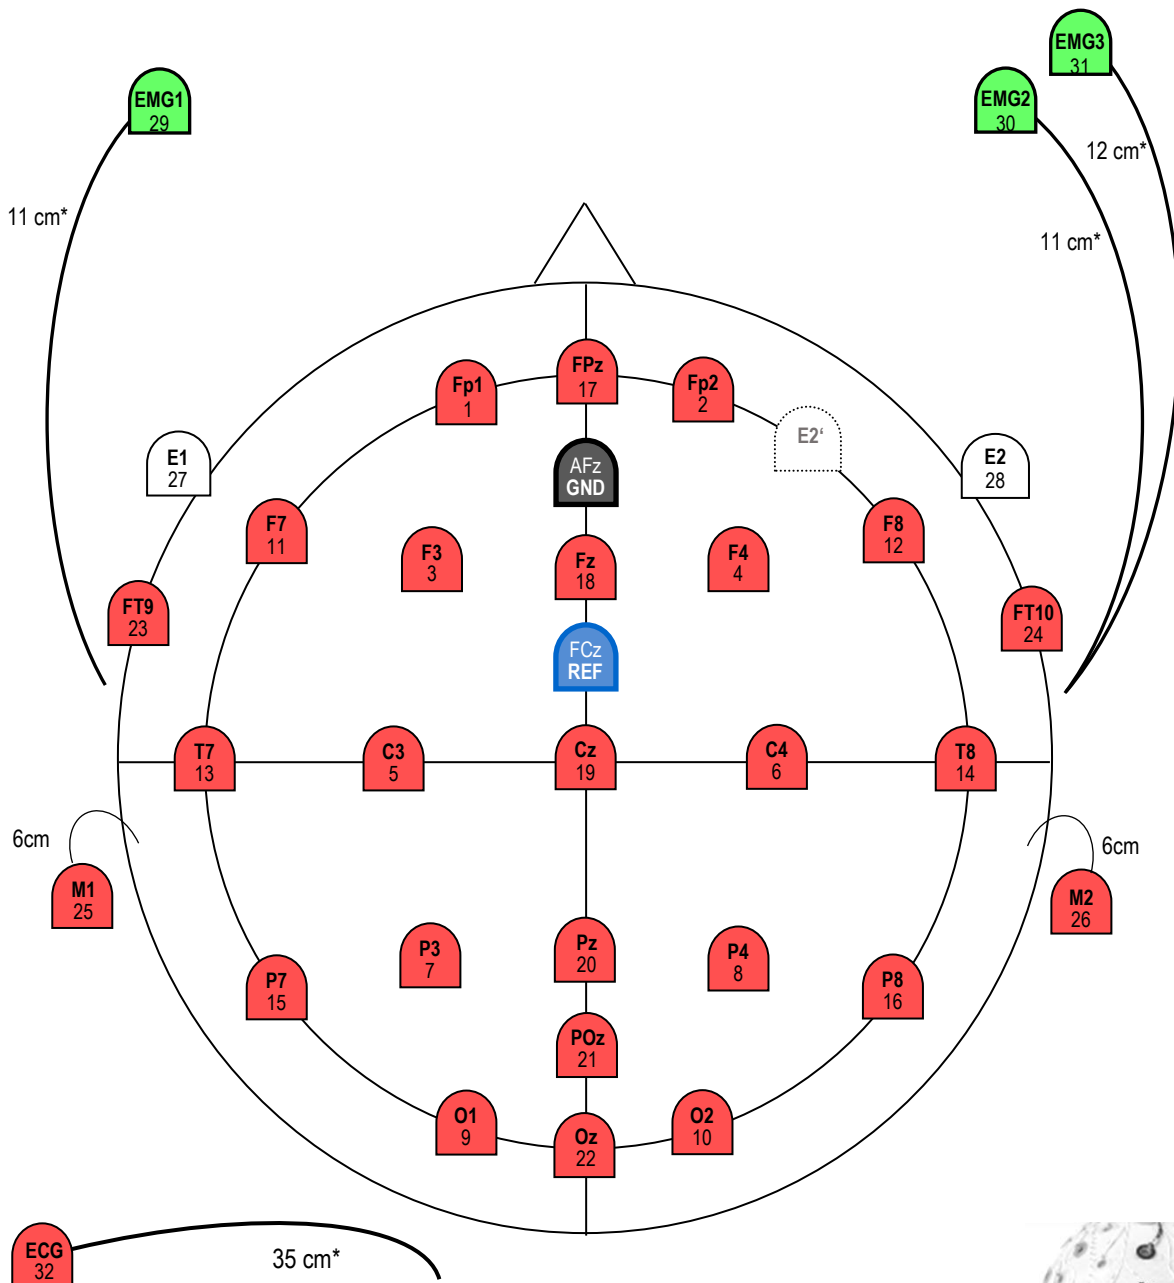 EMG3
31
EMG1
29
EMG2
30
12 cm*
11 cm*
11 cm*
FPz
17
Fp1
1
Fp2
2
E2‘
E1
27
AFz
GND
E2
28
F7
11
F3
3
Fz
18
F4
4
F8
12
FT9
23
FT10
24
FCz
REF
T7
13
C3
5
Cz
19
C4
6
T8
14
6cm
6cm
M1
25
M2
26
P3
7
Pz
20
P4
8
P7
15
P8
16
POz
21
O1
9
Oz
22
O2
10
ECG
32
35 cm*